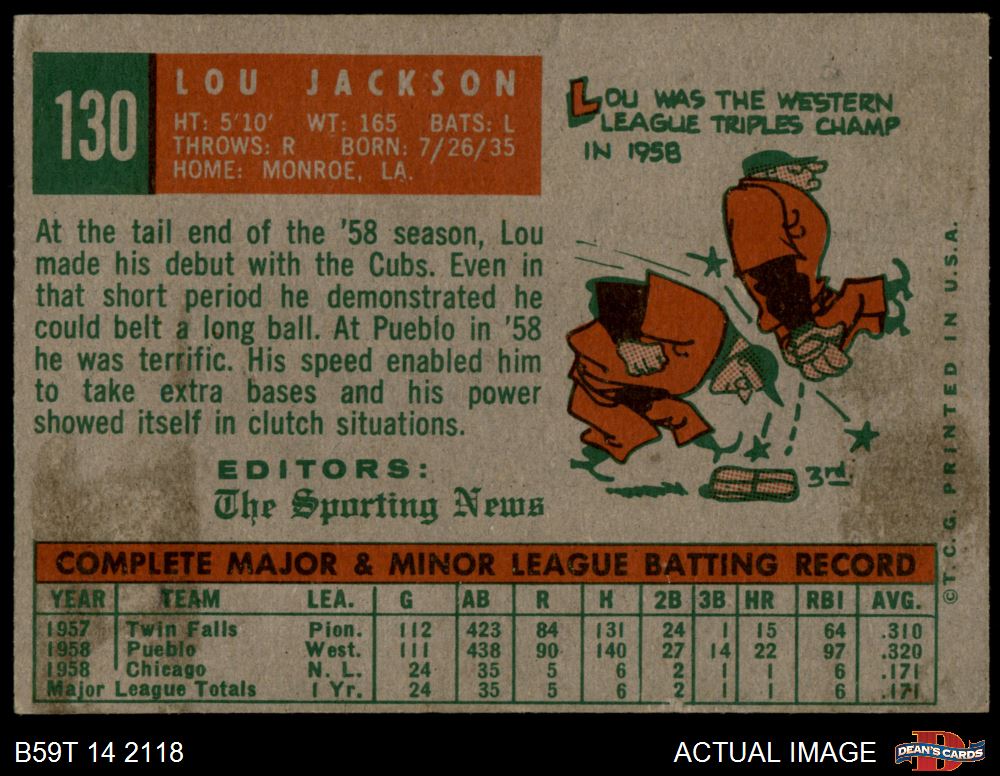 130
LOU JACKSON
HT: 5'10' WT: 165 BATS: L
THROWS: R BORN: 7/26/35
HOME: MONROE, LA.
At the tail end of the '58 season, Lou
made his debut with the Cubs. Even in
that short period he demonstrated he
could belt a long ball. At Pueblo in '58
he was terrific. His speed enabled him
to take extra bases and his power
showed itself in clutch situations.
EDITORS:
The Sporting News
LOU WAS THE WESTERN
LEAGUE TRIPLES CHAMP
IN 1958
3rd.
©T.C.G. PRINTED IN U.S.A.
COMPLETE MAJOR & MINOR LEAGUE BATTING RECORD
YEAR TEAM LEA. G AB R H 2B 3B HR RBI AVG.
1957 Twin Falls Pion. 112 423 84 131 24 1 15 64 .310
1958 Pueblo West. 111 438 90 140 27 14 22 97 .320
1958 Chicago N. L. 24 35 5 6 2 1 1 6 .171
Major League Totals 1 Yr. 24 35 5 6 2 1 1 6 .171
B59T 14 2118
ACTUAL IMAGE
DEAN'S CARDS